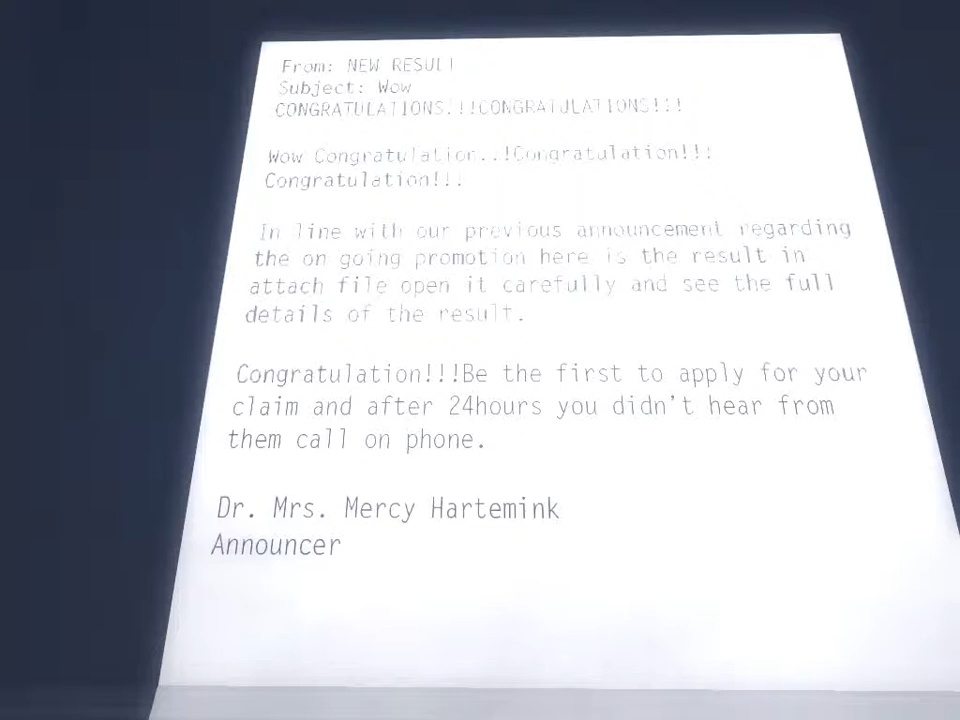 From: NEW RESULT
Subject: Wow
CONGRATULATIONS!!!CONGRATULATIONS!!!
Wow Congratulation..!Congratulation!!!
Congratulation!!!
In line with our previous announcement regarding
the on going promotion here is the result in
attach file open it carefully and see the full
details of the result.
Congratulation!!!Be the first to apply for your
claim and after 24hours you didn't hear from
them call on phone.
Dr. Mrs. Mercy Hartemink
Announcer